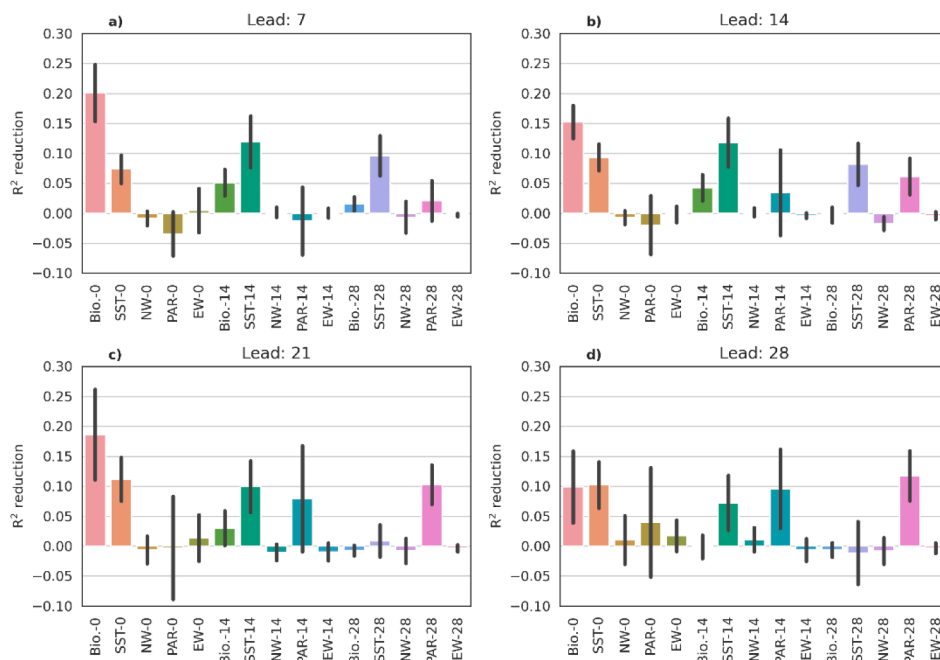 a) Lead: 7
R² reduction
0.30
0.25
0.20
0.15
0.10
0.05
0.00
−0.05
−0.10
Bio.-0
SST-0
NW-0
PAR-0
EW-0
Bio.-14
SST-14
NW-14
PAR-14
EW-14
Bio.-28
SST-28
NW-28
PAR-28
EW-28
b) Lead: 14
R² reduction
0.30
0.25
0.20
0.15
0.10
0.05
0.00
−0.05
−0.10
Bio.-0
SST-0
NW-0
PAR-0
EW-0
Bio.-14
SST-14
NW-14
PAR-14
EW-14
Bio.-28
SST-28
NW-28
PAR-28
EW-28
c) Lead: 21
R² reduction
0.30
0.25
0.20
0.15
0.10
0.05
0.00
−0.05
−0.10
Bio.-0
SST-0
NW-0
PAR-0
EW-0
Bio.-14
SST-14
NW-14
PAR-14
EW-14
Bio.-28
SST-28
NW-28
PAR-28
EW-28
d) Lead: 28
R² reduction
0.30
0.25
0.20
0.15
0.10
0.05
0.00
−0.05
−0.10
Bio.-0
SST-0
NW-0
PAR-0
EW-0
Bio.-14
SST-14
NW-14
PAR-14
EW-14
Bio.-28
SST-28
NW-28
PAR-28
EW-28